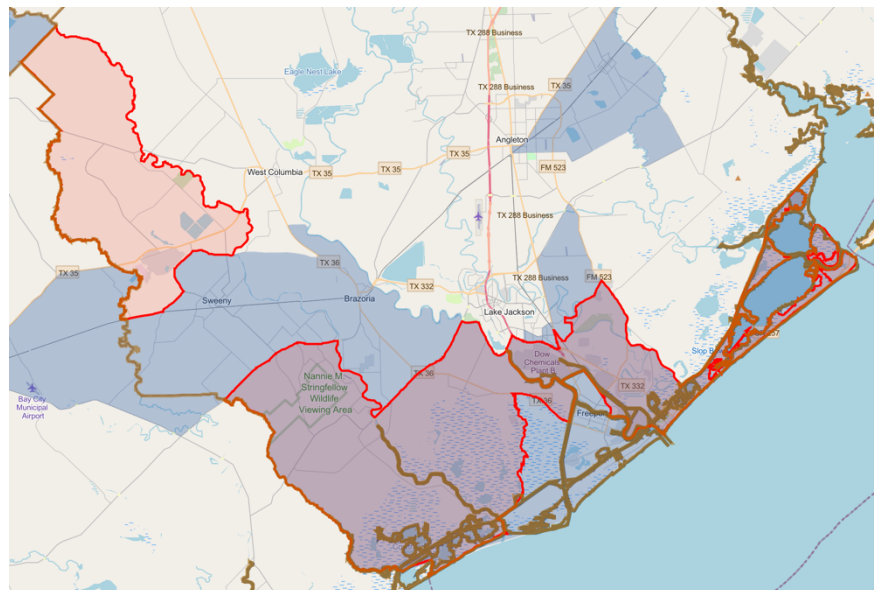 TX 288 Business
Eagle Nest Lake
TX 288 Business
TX 35
Angleton
TX 35
FM 523
West Columbia
TX 35
TX 35
TX 288 Business
TX 36
TX 35
TX 288 Business
FM 523
TX 332
Sweeny
Brazoria
Lake Jackson
Dow
Chemicals
Plant B
TX 36
Nannie M.
Stringfellow
Wildlife
Viewing Area
TX 332
TX 36
Freeport
Bay City
Municipal
Airport